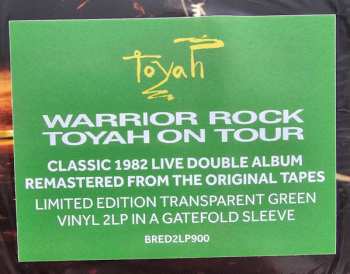 toyah
WARRIOR ROCK
TOYAH ON TOUR
CLASSIC 1982 LIVE DOUBLE ALBUM
REMASTERED FROM THE ORIGINAL TAPES
LIMITED EDITION TRANSPARENT GREEN
VINYL 2LP IN A GATEFOLD SLEEVE
BRED2LP900